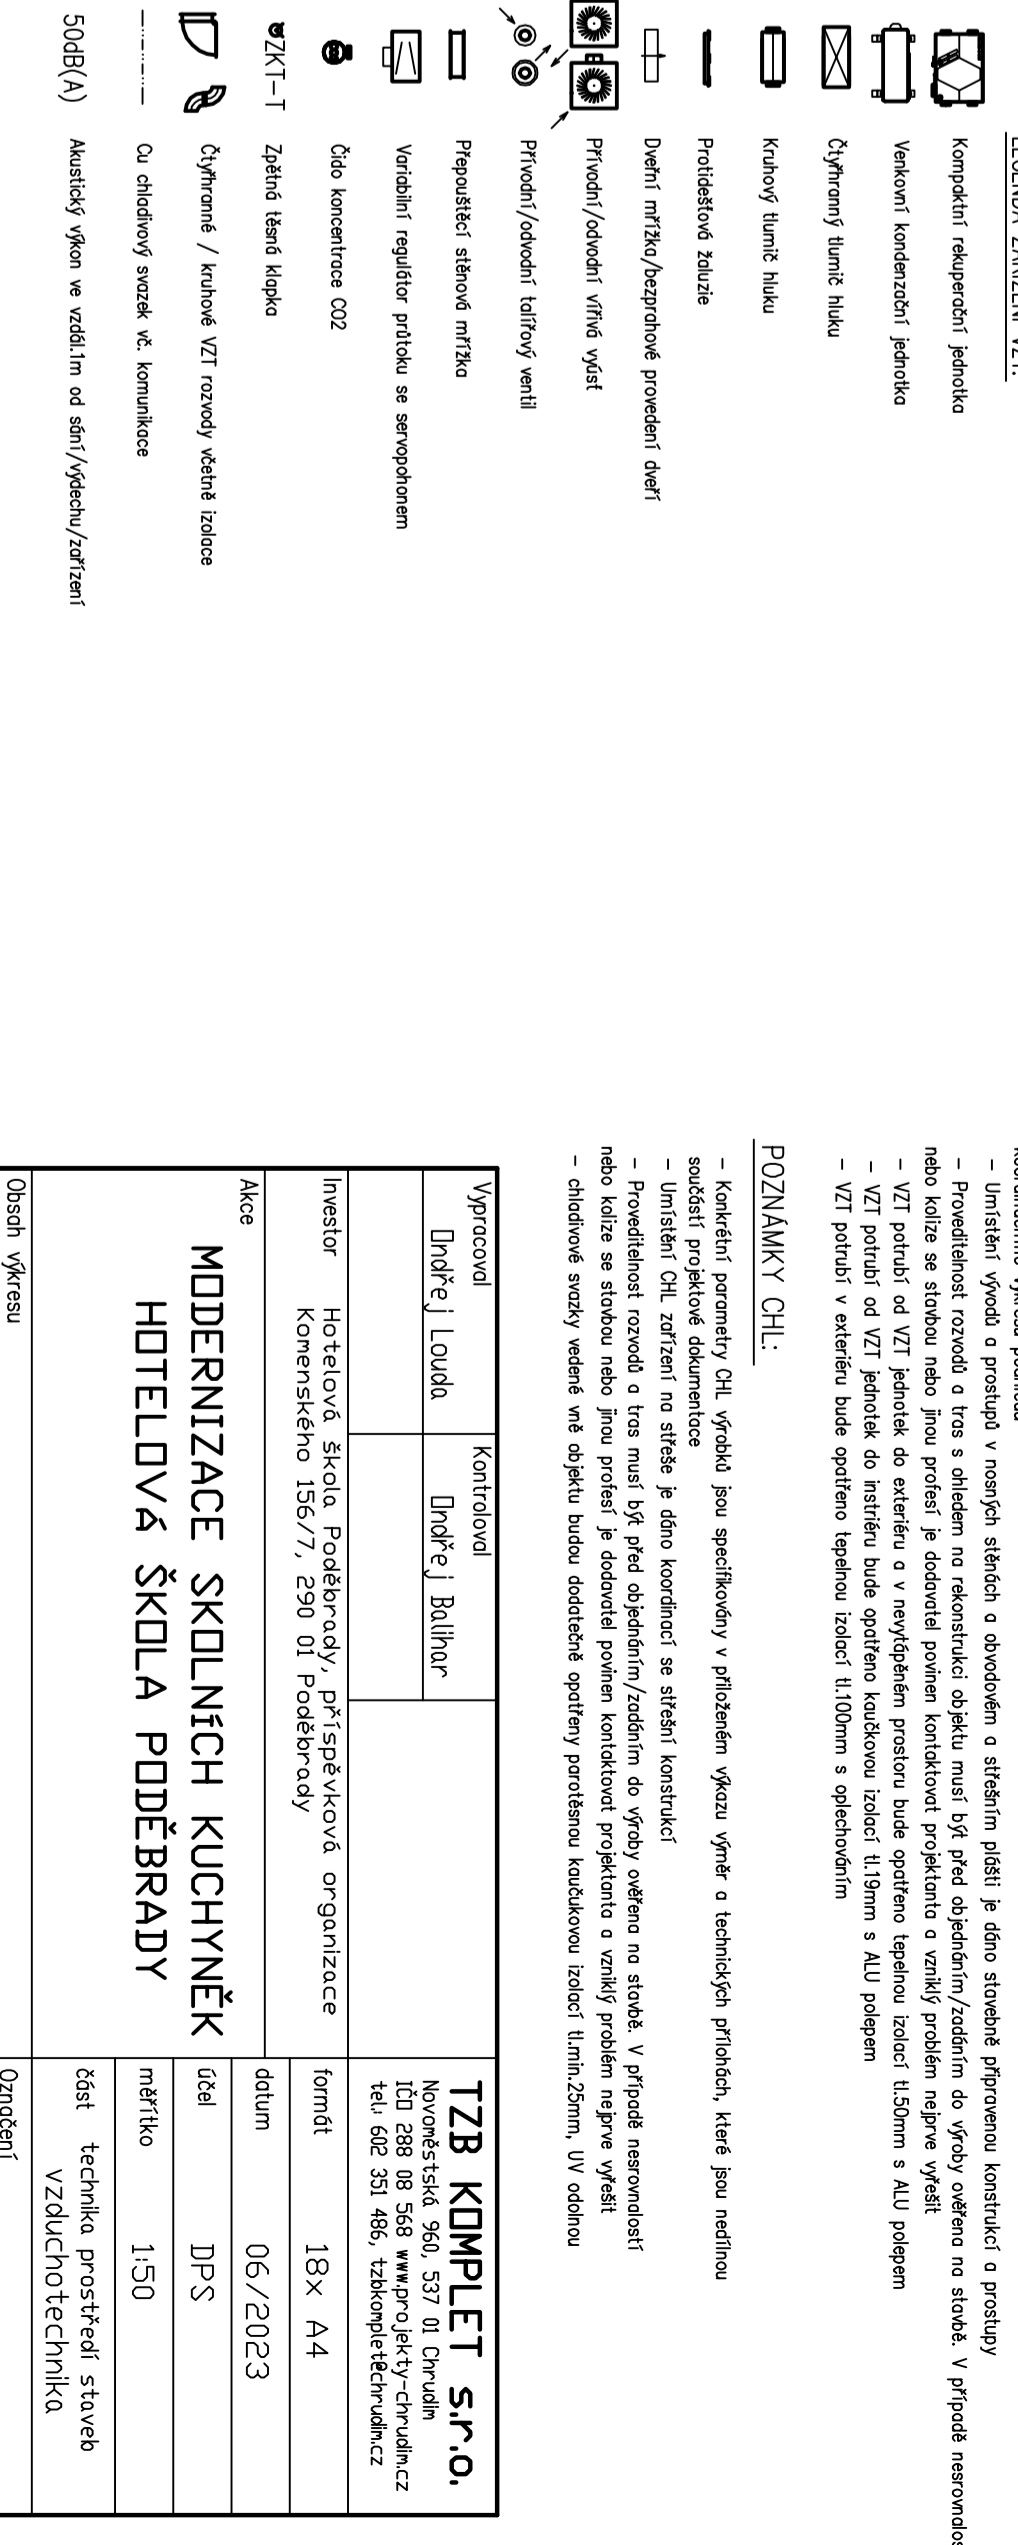 LEGENDA ZAŘÍZENÍ VZT:
Kompaktní rekuperační jednotka
Venkovní kondenzační jednotka
Čtyřhranný tlumič hluku
Kruhový tlumič hluku
Protidešťová žaluzie
Dveřní mřížka/bezprahové provedení dveří
Přívodní/odvodní vířivá vyúsť
Přívodní/odvodní talířový ventil
Přepouštěcí stěnová mřížka
Variabilní regulátor průtoku se servopohonem
Čidlo koncentrace CO2
ZKT-T Zpětná těsná klapka
Čtyřhranné / kruhové VZT rozvody včetně izolace
Cu chladivový svazek vč. komunikace
50dB(A) Akustický výkon ve vzdál.1m od sání/výdechu/zařízení
- Umístění vývodů a prostupů v nosných stěnách a obvodovém a střešním plášti je dáno stavebně připravenou konstrukcí a prostupy
- Proveditelnost rozvodů a tras s ohledem na rekonstrukci objektu musí být před objednáním/zadáním do výroby ověřena na stavbě. V případě
nebo kolize se stavbou nebo jinou profesí je dodavatel povinen kontaktovat projektanta a vzniklý problém nejprve vyřešit
- VZT potrubí od VZT jednotek do exteriéru a v nevytápěném prostoru bude opatřeno tepelnou izolací tl.50mm s ALU polepem
- VZT potrubí od VZT jednotek do instriéru bude opatřeno kaučkovou izolací tl.19mm s ALU polepem
- VZT potrubí v exteriéru bude opatřeno tepelnou izolací tl.100mm s oplechováním
POZNÁMKY CHL:
- Konkrétní parametry CHL výrobků jsou specifikovány v přiloženém výkazu výměr a technických přílohách, které jsou nedílnou
součástí projektové dokumentace
- Umístění CHL zařízení na střeše je dáno koordinací se střešní konstrukcí
- Proveditelnost rozvodů a tras musí být před objednáním/zadáním do výroby ověřena na stavbě. V případě nesrovnalostí
nebo kolize se stavbou nebo jinou profesí je dodavatel povinen kontaktovat projektanta a vzniklý problém nejprve vyřešit
- chladivové svazky vedené vně objektu budou dodatečně opatřeny parotěsnou kaučukovou izolací tl.min.25mm, UV odolnou
Vypracoval
Ondřej Louda
Kontroloval
Ondřej Balihar
TZB KOMPLET s.r.o.
Novoměstská 960, 537 01 Chrudim
IČO 288 08 568 www.projekty-chrudim.cz
tel.: 602 351 486, tzbkomplet@chrudim.cz
Investor Hotelová škola Poděbrady, příspěvková organizace
Komenského 156/7, 290 01 Poděbrady
Akce
MODERNIZACE ŠKOLNÍCH KUCHYNĚK
HOTELOVÁ ŠKOLA PODĚBRADY
formát 18x A4
datum 06/2023
účel DPS
měřítko 1:50
část technika prostředí staveb
vzduchotechnika
Obsah výkresu
Označení